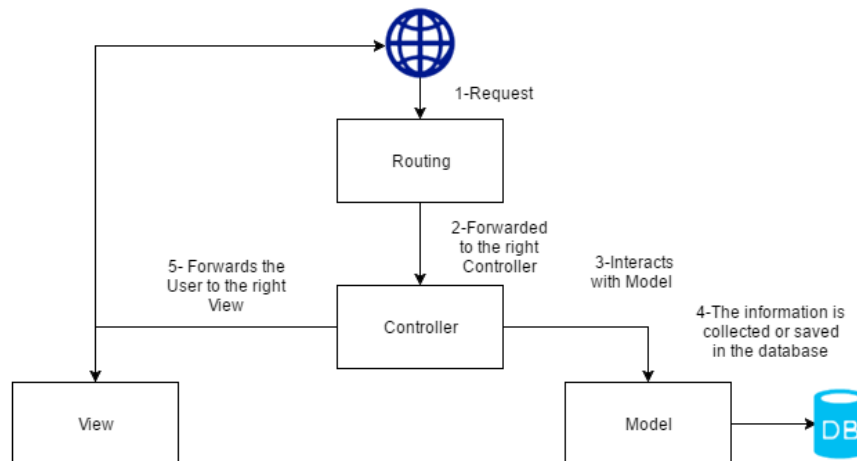 1-Request
Routing
2-Forwarded
to the right
Controller
5- Forwards the
User to the right
View
3-Interacts
with Model
Controller
4-The information is
collected or saved
in the database
View
Model
DB